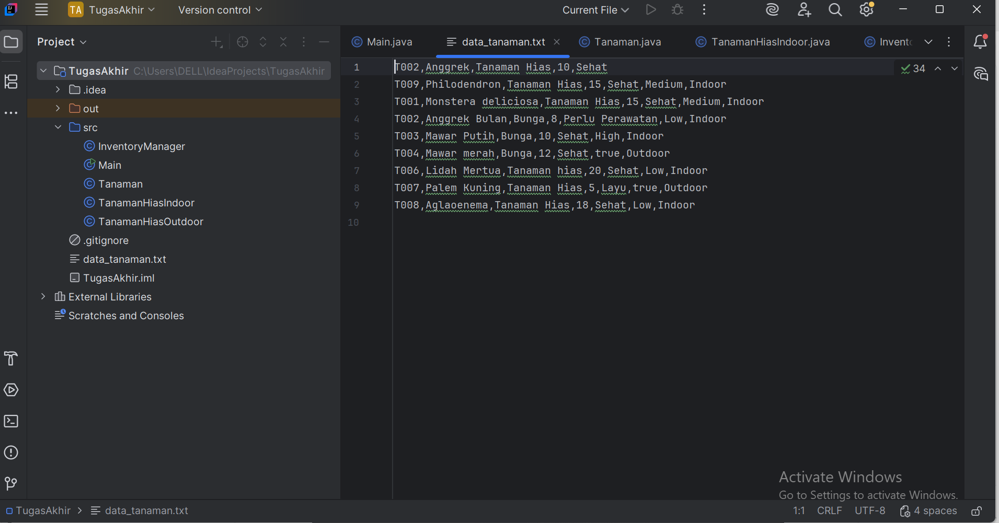 TA TugasAkhir Version control Current File
Project
Main.java data_tanaman.txt Tanaman.java TanamanHiasIndoor.java Invent
TugasAkhir C:\Users\DELL\IdeaProjects\TugasAkhir
.idea
out
src
InventoryManager
Main
Tanaman
TanamanHiasIndoor
TanamanHiasOutdoor
.gitignore
data_tanaman.txt
TugasAkhir.iml
External Libraries
Scratches and Consoles
1 T002,Anggrek,Tanaman Hias,10,Sehat
34
2 T009,Philodendron,Tanaman Hias,15,Sehat,Medium,Indoor
3 T001,Monstera deliciosa,Tanaman Hias,15,Sehat,Medium,Indoor
4 T002,Anggrek Bulan,Bunga,8,Perlu Perawatan,Low,Indoor
5 T003,Mawar Putih,Bunga,10,Sehat,High,Indoor
6 T004,Mawar merah,Bunga,12,Sehat,true,Outdoor
7 T006,Lidah Mertua,Tanaman hias,20,Sehat,Low,Indoor
8 T007,Palem Kuning,Tanaman Hias,5,Layu,true,Outdoor
9 T008,Aglaoenema,Tanaman Hias,18,Sehat,Low,Indoor
10
Activate Windows
Go to Settings to activate Windows.
TugasAkhir > data_tanaman.txt
1:1 CRLF UTF-8 4 spaces